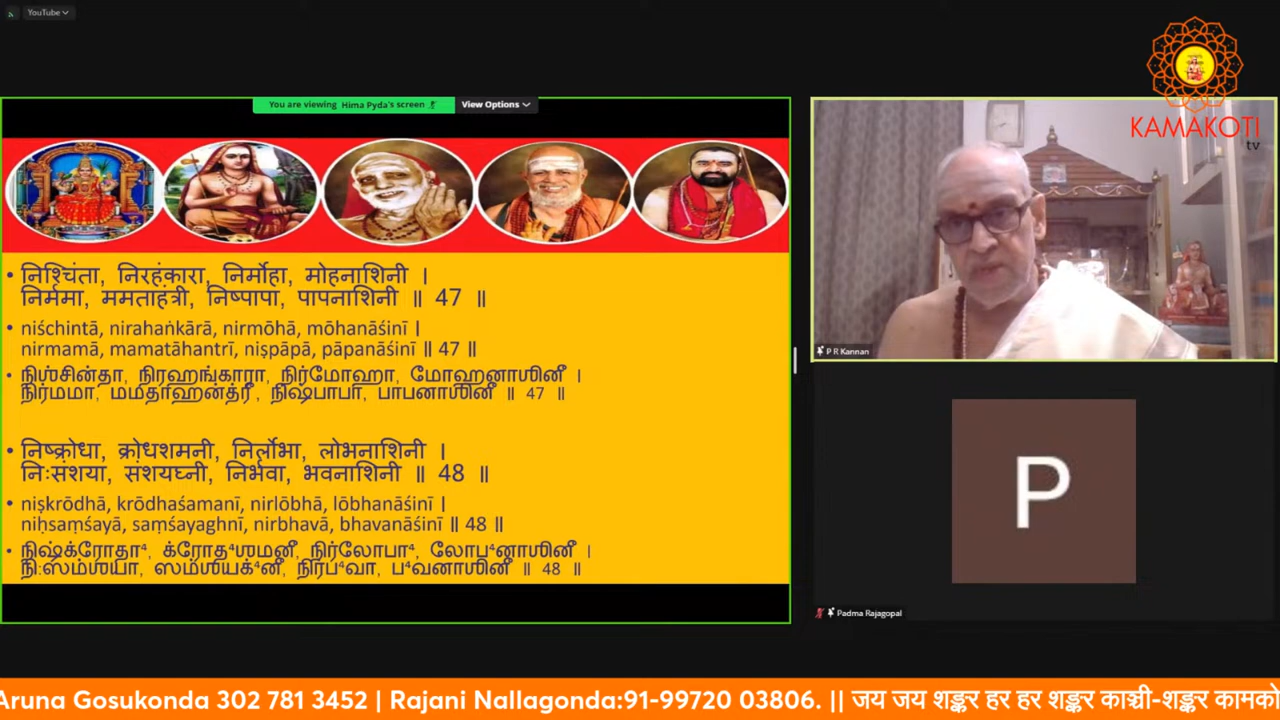 YouTube
KAMAKOTI
tv
You are viewing Hima Pyda's screen
View Options
• निश्चिंता, निरहंकारा, निर्मोहा, मोहनाशिनी ।
निर्ममा, ममताहंत्री, निष्पापा, पापनाशिनी ॥ 47 ॥
• niśchintā, nirahaṅkārā, nirmōhā, mōhanāśinī |
nirmamā, mamatāhantrī, niṣpāpā, pāpanāśinī ॥ 47 ॥
• நிஶ்சின்தா, நிரஹங்காரா, நிர்மோஹா, மோஹனாஶினீ ।
நிர்மமா, மமதாஹன்த்ரீ, நிஷ்பாபா, பாபனாஶினீ ॥ 47 ॥
• निष्क्रोधा, क्रोधशमनी, निर्लोभा, लोभनाशिनी ।
निःसंशया, संशयघ्नी, निर्भवा, भवनाशिनी ॥ 48 ॥
• niṣkrōdhā, krōdhaśamanī, nirlōbhā, lōbhanāśinī |
niḥsaṃśayā, saṃśayaghnī, nirbhavā, bhavanāśinī ॥ 48 ॥
• நிஷ்க்ரோதா⁴, க்ரோத⁴ஶமனீ, நிர்லோபா⁴, லோப⁴னாஶினீ ।
நி:ஸம்ஶயா, ஸம்ஶயக்⁴னீ, நிர்ப⁴வா, ப⁴வனாஶினீ ॥ 48 ॥
P R Kannan
P
Padma Rajagopal
Aruna Gosukonda 302 781 3452 | Rajani Nallagonda:91-99720 03806. || जय जय शङ्कर हर हर शङ्कर काञ्ची-शङ्कर कामको